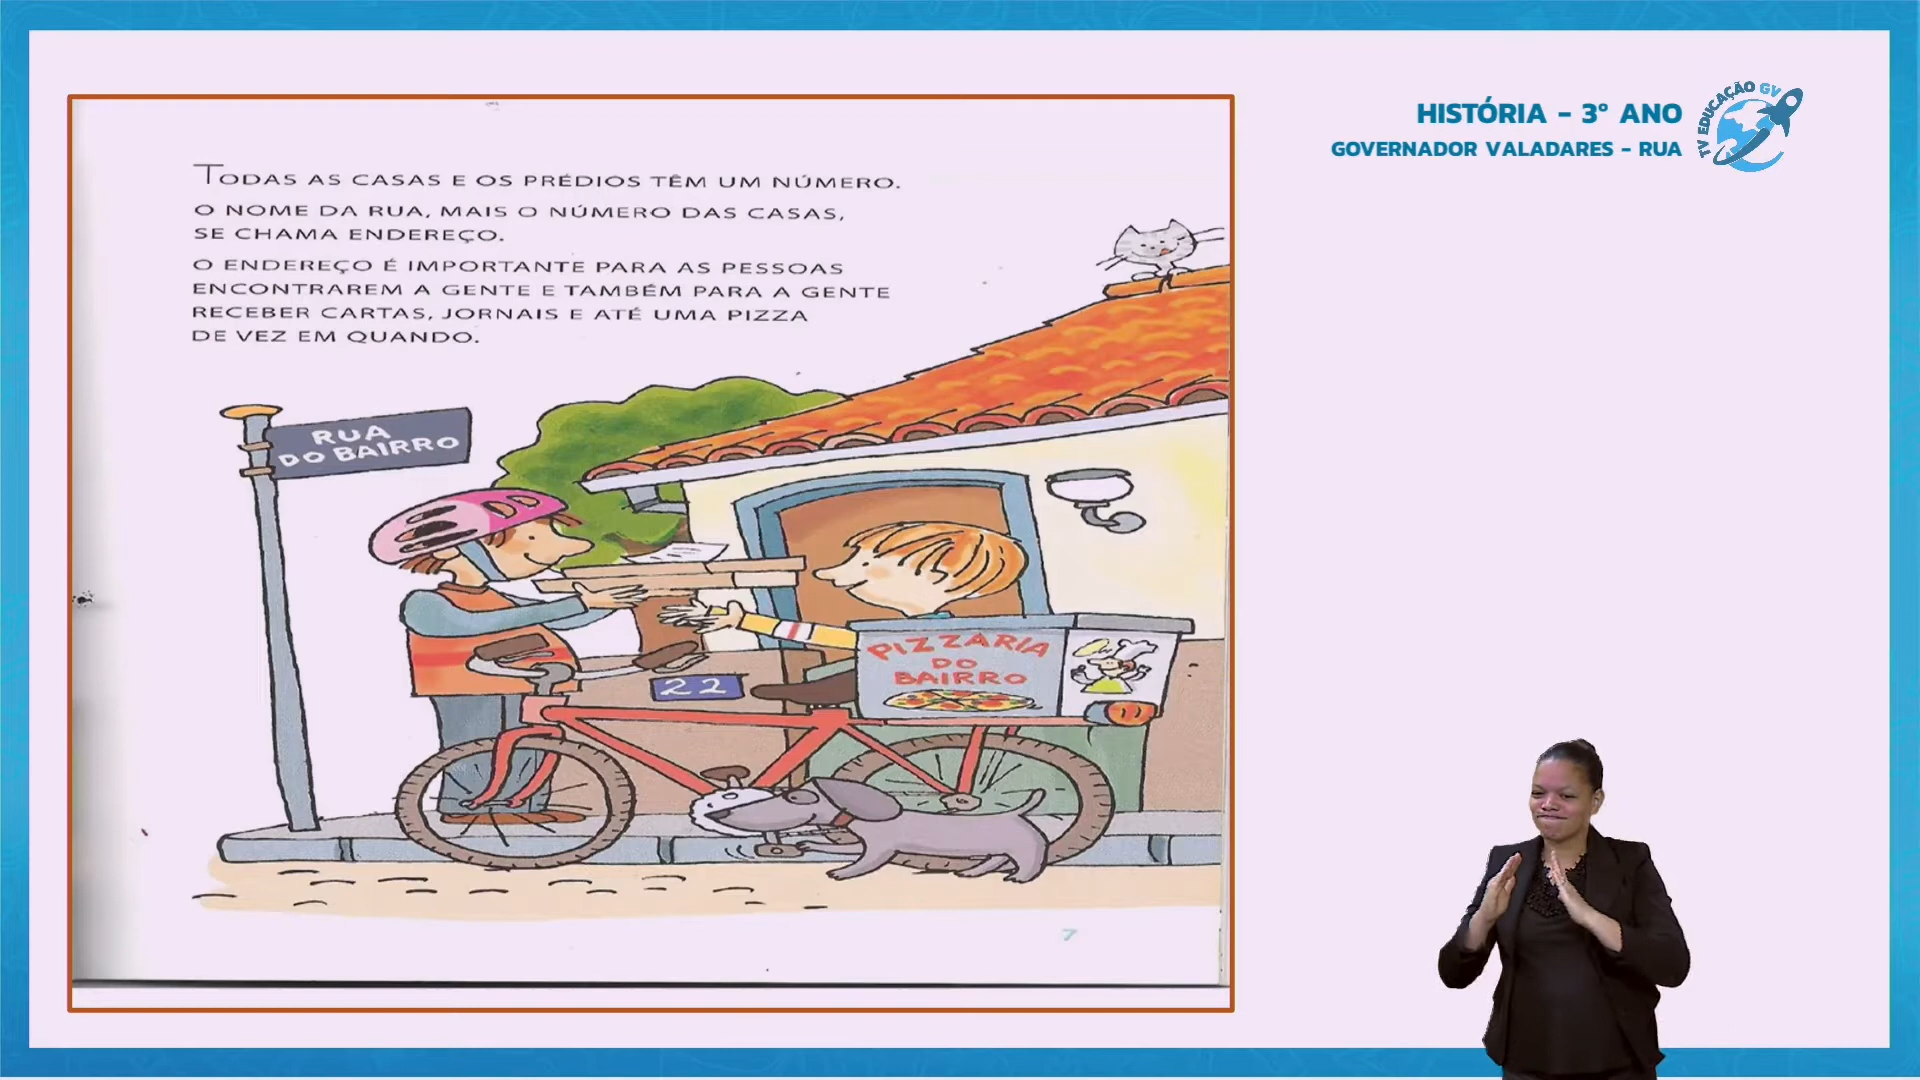 TODAS AS CASAS E OS PRÉDIOS TÊM UM NÚMERO.
O NOME DA RUA, MAIS O NÚMERO DAS CASAS,
SE CHAMA ENDEREÇO.
O ENDEREÇO É IMPORTANTE PARA AS PESSOAS
ENCONTRAREM A GENTE E TAMBÉM PARA A GENTE
RECEBER CARTAS, JORNAIS E ATÉ UMA PIZZA
DE VEZ EM QUANDO.
RUA
DO BAIRRO
PIZZARIA
DO
BAIRRO
22
7
HISTÓRIA - 3° ANO
GOVERNADOR VALADARES - RUA
TV EDUCAÇÃO GV